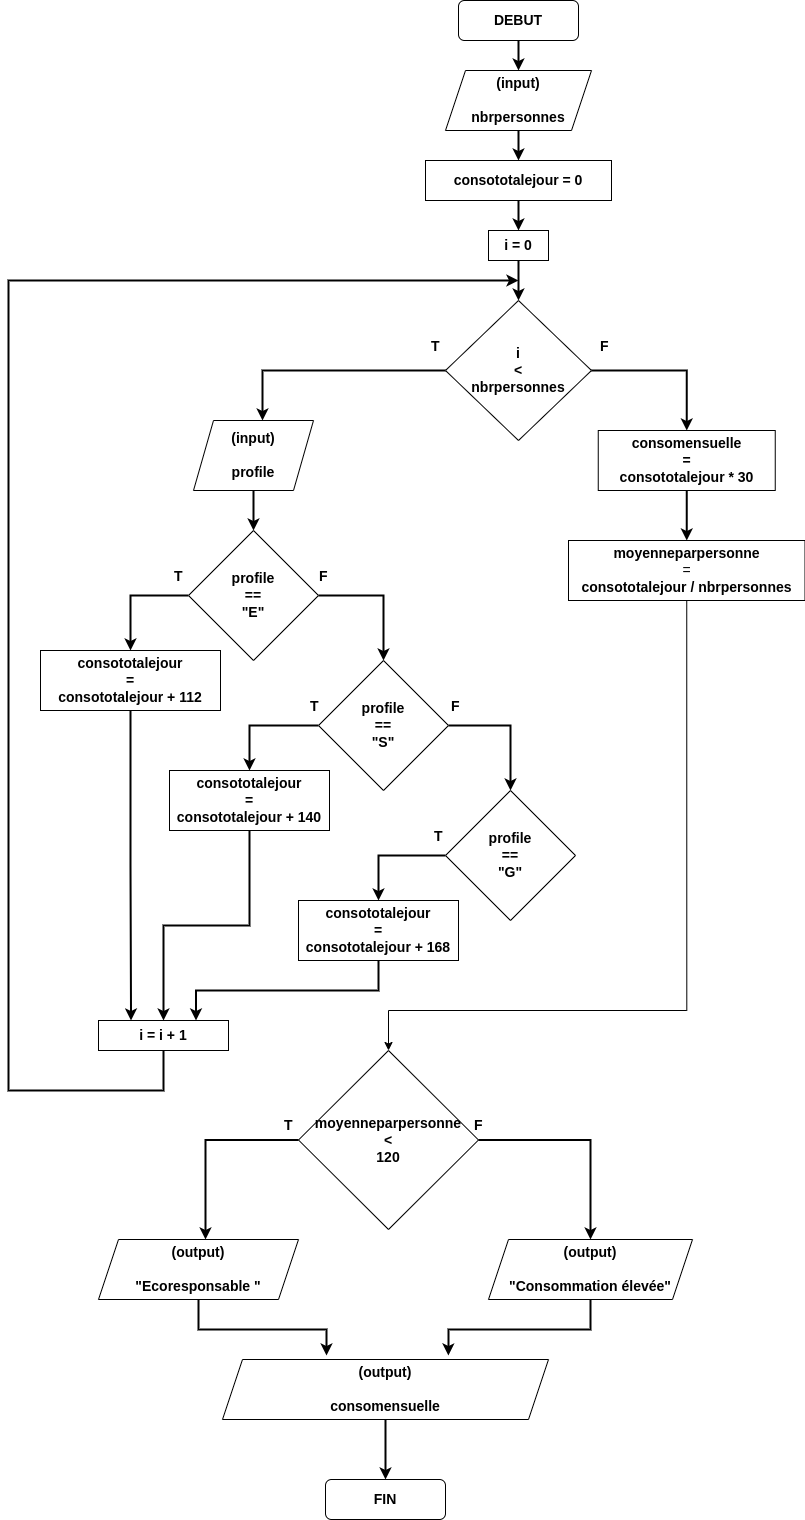 DEBUT
(input)
nbrpersonnes
consototalejour = 0
i = 0
T
F
i
<
nbrpersonnes
(input)
profile
consomensuelle
=
consototalejour * 30
moyenneparpersonne
=
consototalejour / nbrpersonnes
T
F
profile
==
"E"
consototalejour
=
consototalejour + 112
T
F
profile
==
"S"
consototalejour
=
consototalejour + 140
T
profile
==
"G"
consototalejour
=
consototalejour + 168
i = i + 1
T
F
moyenneparpersonne
<
120
(output)
"Ecoresponsable "
(output)
"Consommation élevée"
(output)
consomensuelle
FIN